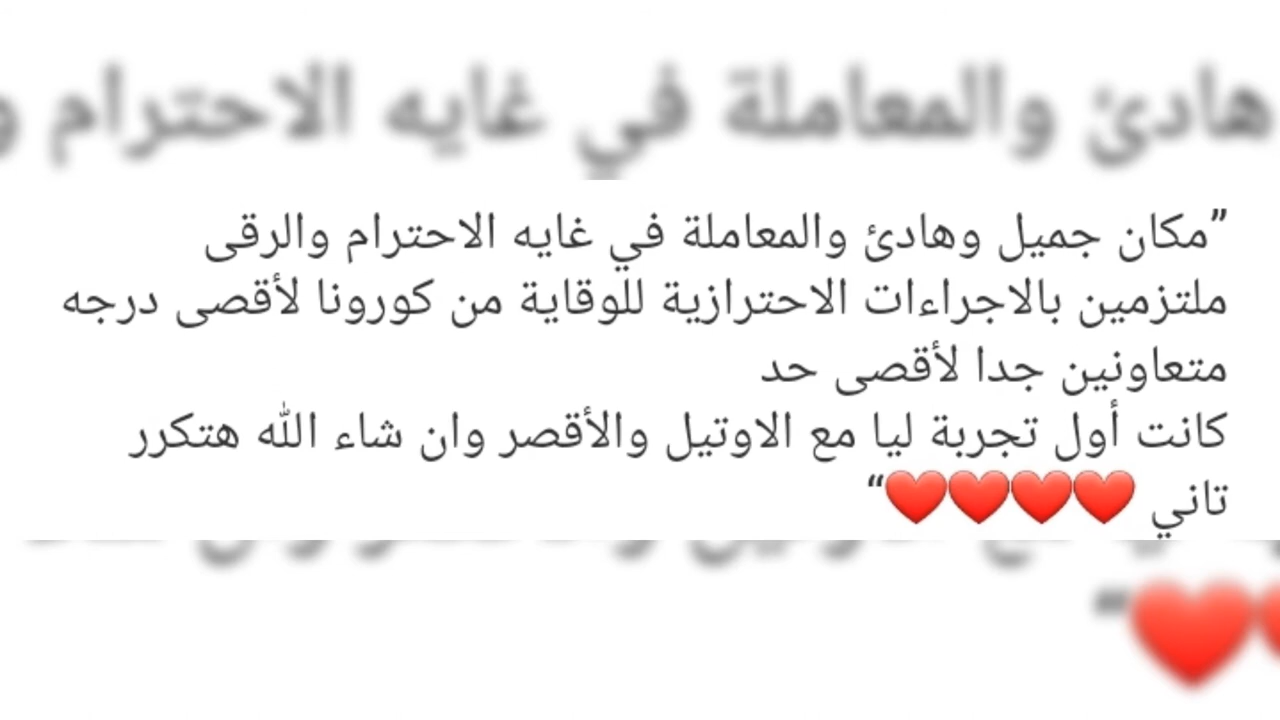 ”مكان جميل وهادئ والمعاملة في غايه الاحترام والرقى
ملتزمين بالاجراءات الاحترازية للوقاية من كورونا لأقصى درجه
متعاونين جدا لأقصى حد
كانت أول تجربة ليا مع الاوتيل والأقصر وان شاء الله هتكرر
تاني ❤️❤️❤️❤️“